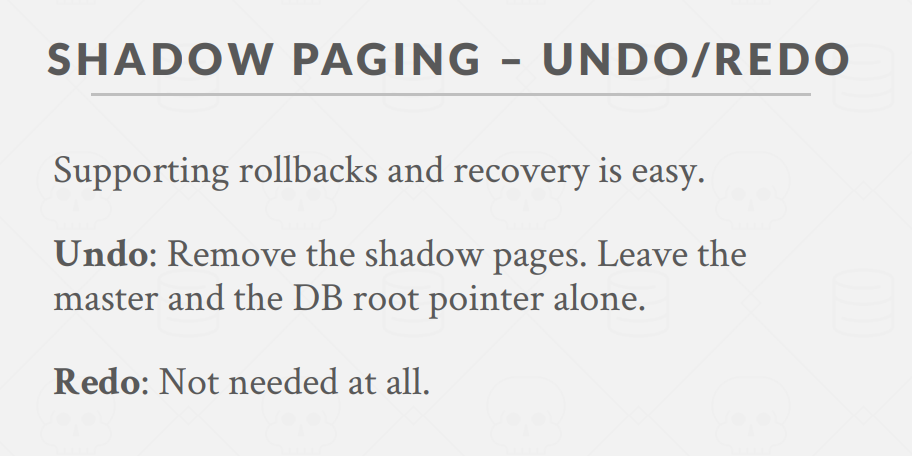 SHADOW PAGING – UNDO/REDO
Supporting rollbacks and recovery is easy.
Undo: Remove the shadow pages. Leave the
master and the DB root pointer alone.
Redo: Not needed at all.